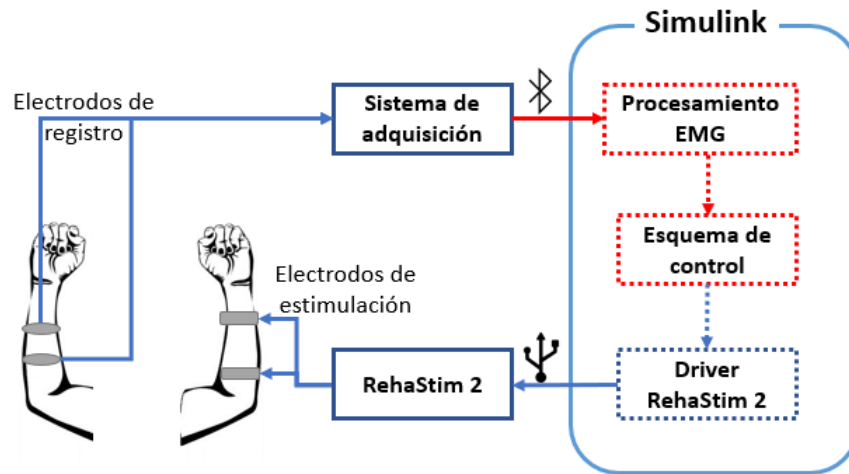 Simulink
Electrodos de
registro
Sistema de
adquisición
Procesamiento
EMG
Esquema de
control
Electrodos de
estimulación
RehaStim 2
Driver
RehaStim 2